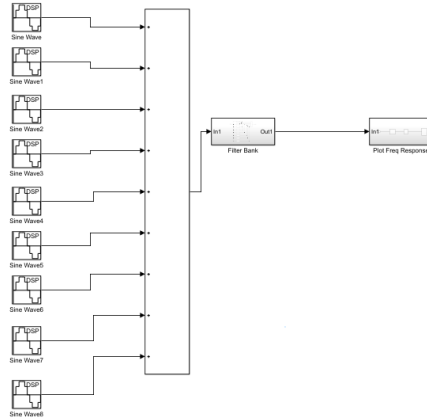 DSP
Sine Wave
DSP
Sine Wave1
DSP
Sine Wave2
DSP
Sine Wave3
DSP
Sine Wave4
DSP
Sine Wave5
DSP
Sine Wave6
DSP
Sine Wave7
DSP
Sine Wave8
+
+
+
+
+
+
+
+
+
In1
Out1
Filter Bank
In1
Plot Freq Response